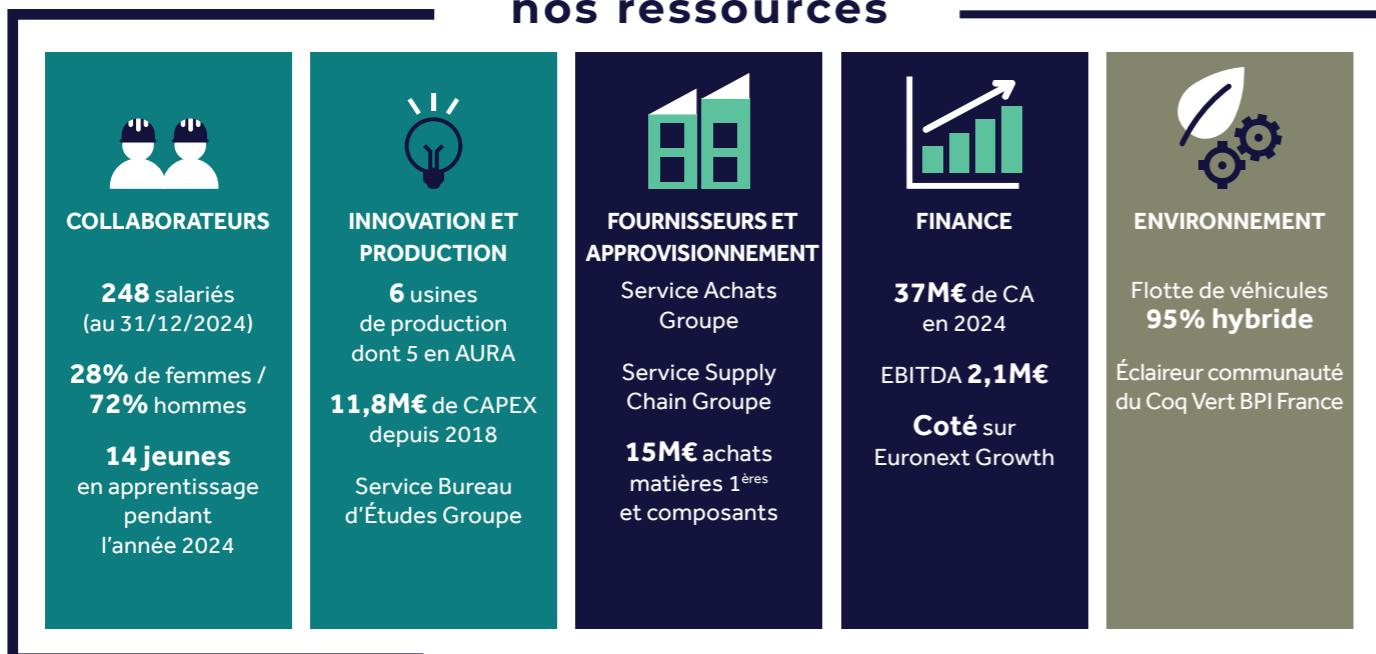 nos ressources
COLLABORATEURS
248 salariés
(au 31/12/2024)
28% de femmes /
72% hommes
14 jeunes
en apprentissage
pendant
l'année 2024
INNOVATION ET
PRODUCTION
6 usines
de production
dont 5 en AURA
11,8M€ de CAPEX
depuis 2018
Service Bureau
d'Études Groupe
FOURNISSEURS ET
APPROVISIONNEMENT
Service Achats
Groupe
Service Supply
Chain Groupe
15M€ achats
matières 1ères
et composants
FINANCE
37M€ de CA
en 2024
EBITDA 2,1M€
Coté sur
Euronext Growth
ENVIRONNEMENT
Flotte de véhicules
95% hybride
Éclaireur communauté
du Coq Vert BPI France